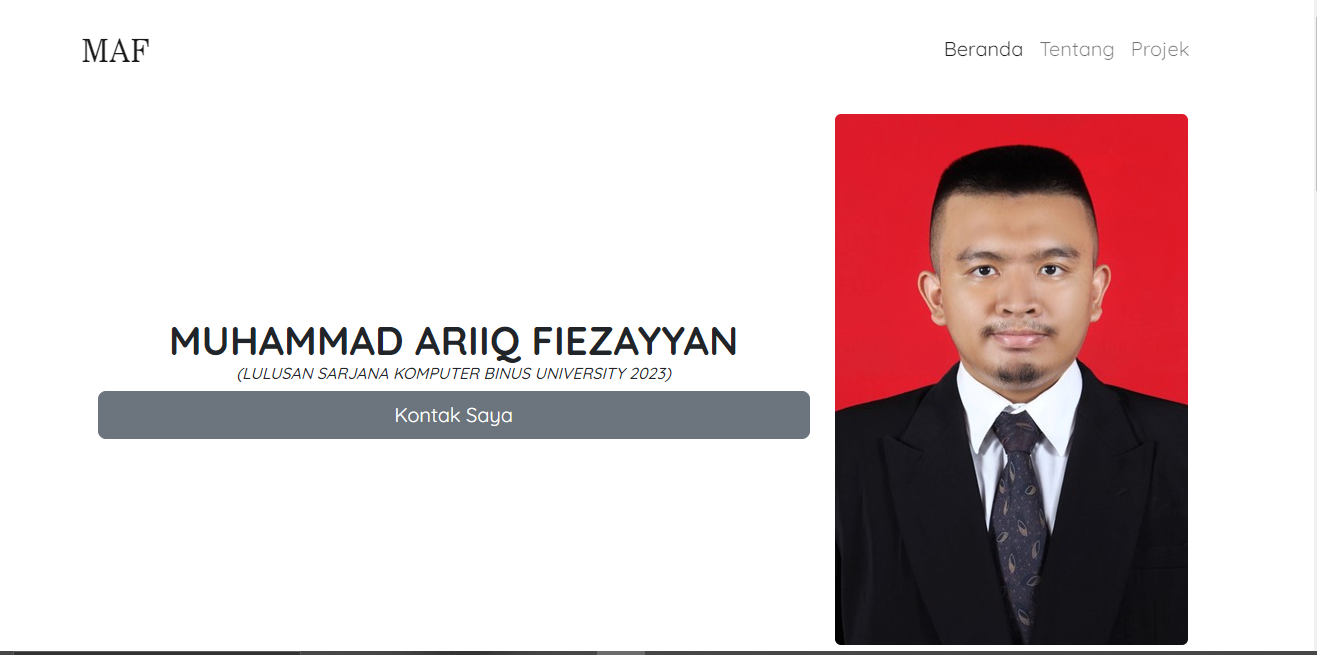 MAF
Beranda Tentang Projek
MUHAMMAD ARIIQ FIEZAYYAN
(LULUSAN SARJANA KOMPUTER BINUS UNIVERSITY 2023)
Kontak Saya